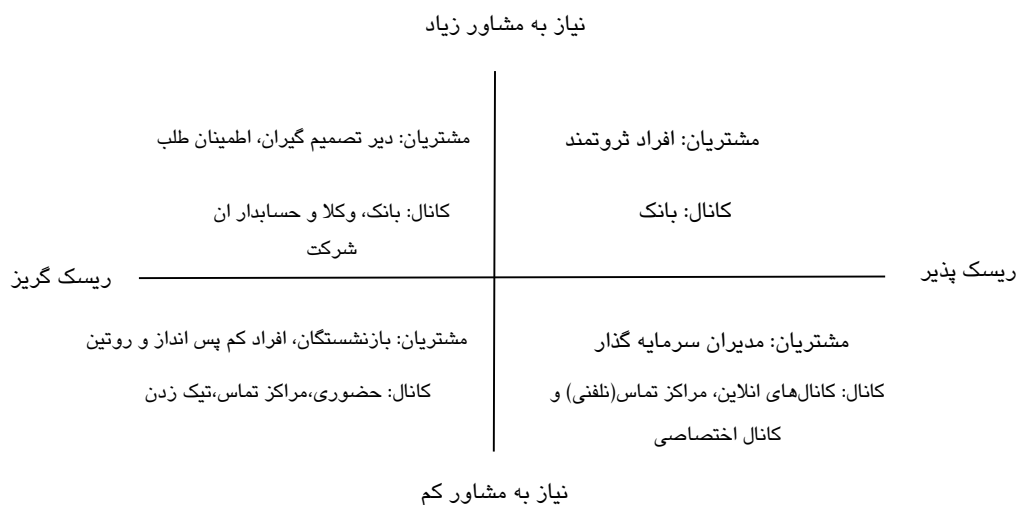 نیاز به مشاور زیاد
مشتریان: افراد ثروتمند
کانال: بانک
مشتریان: دیر تصمیم گیران، اطمینان طلب
کانال: بانک، وکلا و حسابدار ان
شرکت
ریسک پذیر
ریسک گریز
مشتریان: مدیران سرمایه گذار
کانال: کانال‌های انلاین، مراکز تماس(نلفنی) و
کانال اختصاصی
مشتریان: بازنشستگان، افراد کم پس انداز و روتین
کانال: حضوری،مراکز تماس،تیک زدن
نیاز به مشاور کم